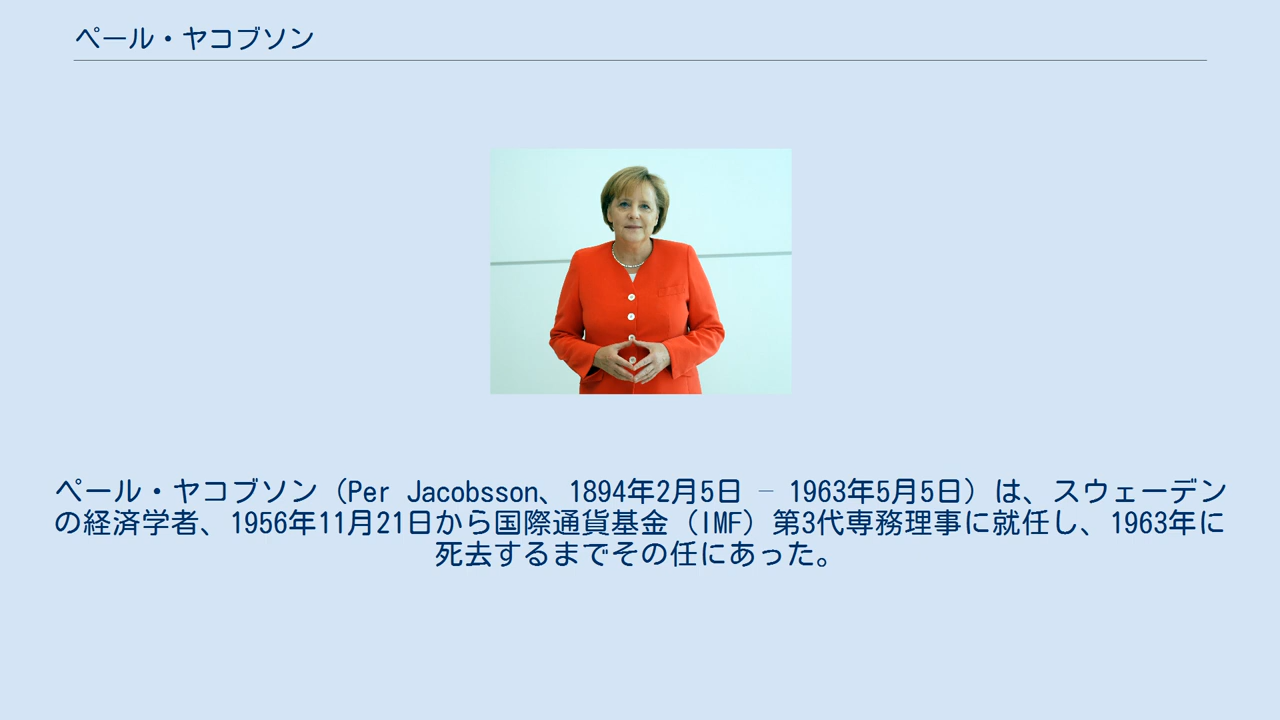 ペール・ヤコブソン
ペール・ヤコブソン（Per Jacobsson、1894年2月5日 – 1963年5月5日）は、スウェーデン
の経済学者、1956年11月21日から国際通貨基金（IMF）第3代専務理事に就任し、1963年に
死去するまでその任にあった。